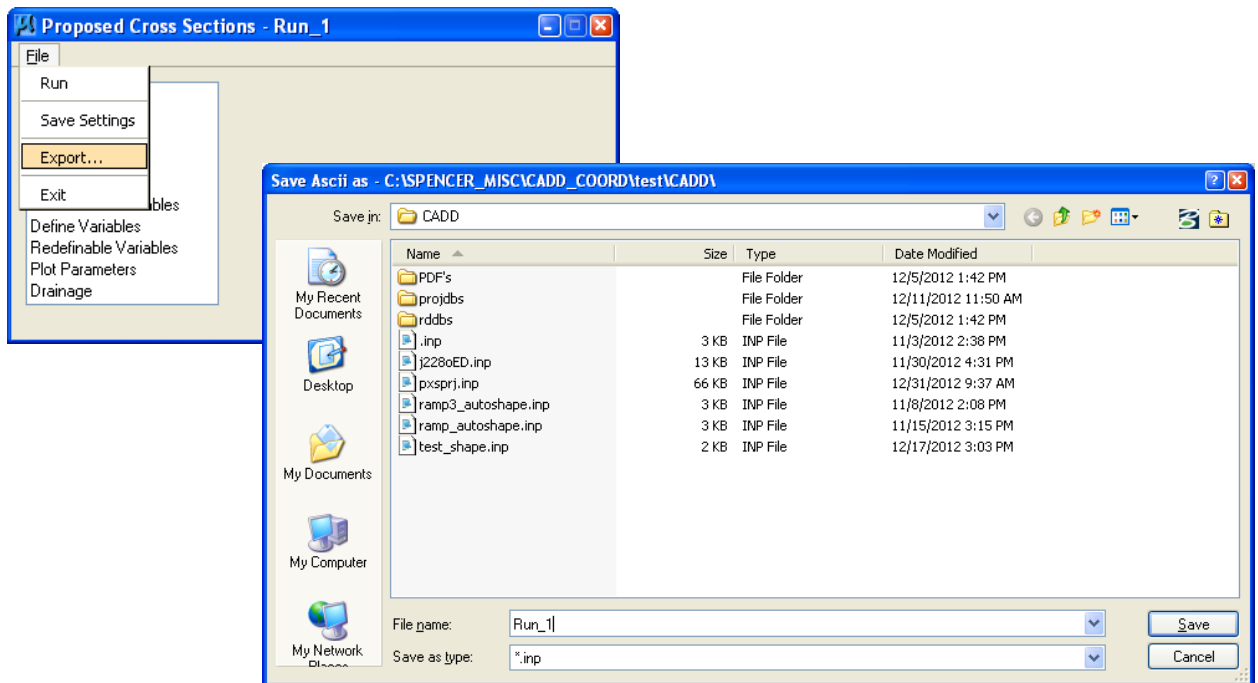 Proposed Cross Sections - Run_1
File
Run
Save Settings
Export...
Exit
bles
Define Variables
Redefinable Variables
Plot Parameters
Drainage
Save Ascii as - C:\SPENCER_MISC\CADD_COORD\test\CADD\
Save in: CADD
My Recent
Documents
Desktop
My Documents
My Computer
My Network
Places
Name Size Type Date Modified
PDF's File Folder 12/5/2012 1:42 PM
projdbs File Folder 12/11/2012 11:50 AM
rddbs File Folder 12/5/2012 1:42 PM
.inp 3 KB INP File 11/3/2012 2:38 PM
j228oED.inp 13 KB INP File 11/30/2012 4:31 PM
pxsprj.inp 66 KB INP File 12/31/2012 9:37 AM
ramp3_autoshape.inp 3 KB INP File 11/8/2012 2:08 PM
ramp_autoshape.inp 3 KB INP File 11/15/2012 3:15 PM
test_shape.inp 2 KB INP File 12/17/2012 3:03 PM
File name: Run_1 Save
Save as type: *.inp Cancel